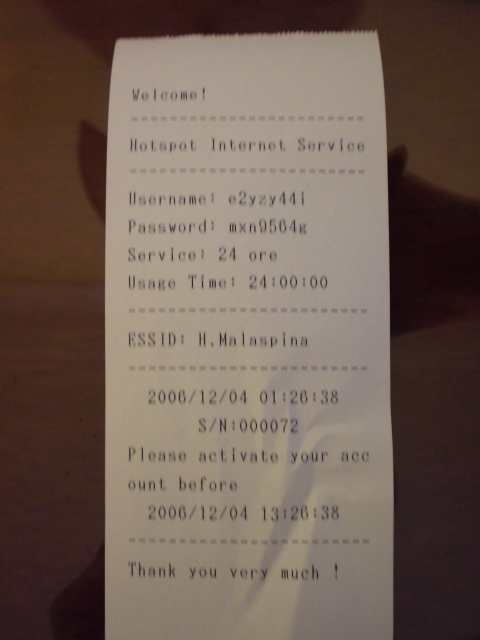 Welcome!
------------------------
Hotspot Internet Service
------------------------
Username: e2yzy44i
Password: mxn9564g
Service: 24 ore
Usage Time: 24:00:00
------------------------
ESSID: H.Malaspina
------------------------
2006/12/04 01:26:38
S/N:000072
Please activate your acc
ount before
2006/12/04 13:26:38
------------------------
Thank you very much !